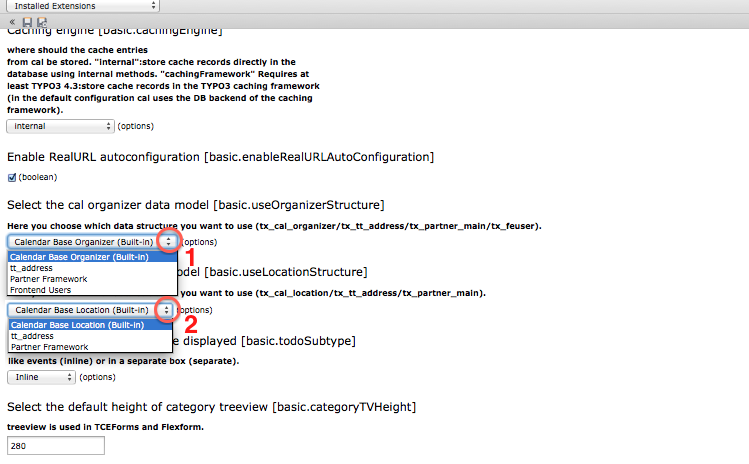 Installed Extensions
Caching engine [basic.cachingEngine]
where should the cache entries
from cal be stored. "internal":store cache records directly in the
database using internal methods. "cachingFramework" Requires at
least TYPO3 4.3:store cache records in the TYPO3 caching framework
(in the default configuration cal uses the DB backend of the caching
framework).
internal (options)
Enable RealURL autoconfiguration [basic.enableRealURLAutoConfiguration]
(boolean)
Select the cal organizer data model [basic.useOrganizerStructure]
Here you choose which data structure you want to use (tx_cal_organizer/tx_tt_address/tx_partner_main/tx_feuser).
Calendar Base Organizer (Built-in) (options)
1
Calendar Base Organizer (Built-in)
tt_address
Partner Framework
Frontend Users
model [basic.useLocationStructure]
you want to use (tx_cal_location/tx_tt_address/tx_partner_main).
Calendar Base Location (Built-in) (options)
2
Calendar Base Location (Built-in)
tt_address
Partner Framework
be displayed [basic.todoSubtype]
like events (inline) or in a separate box (separate).
Inline (options)
Select the default height of category treeview [basic.categoryTVHeight]
treeview is used in TCEForms and Flexform.
280